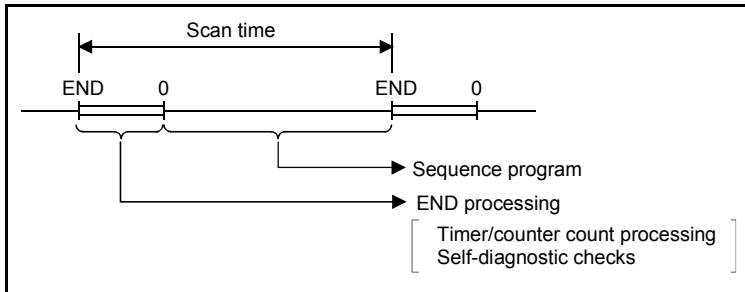 Scan time
END 0 END 0
Sequence program
END processing
Timer/counter count processing
Self-diagnostic checks